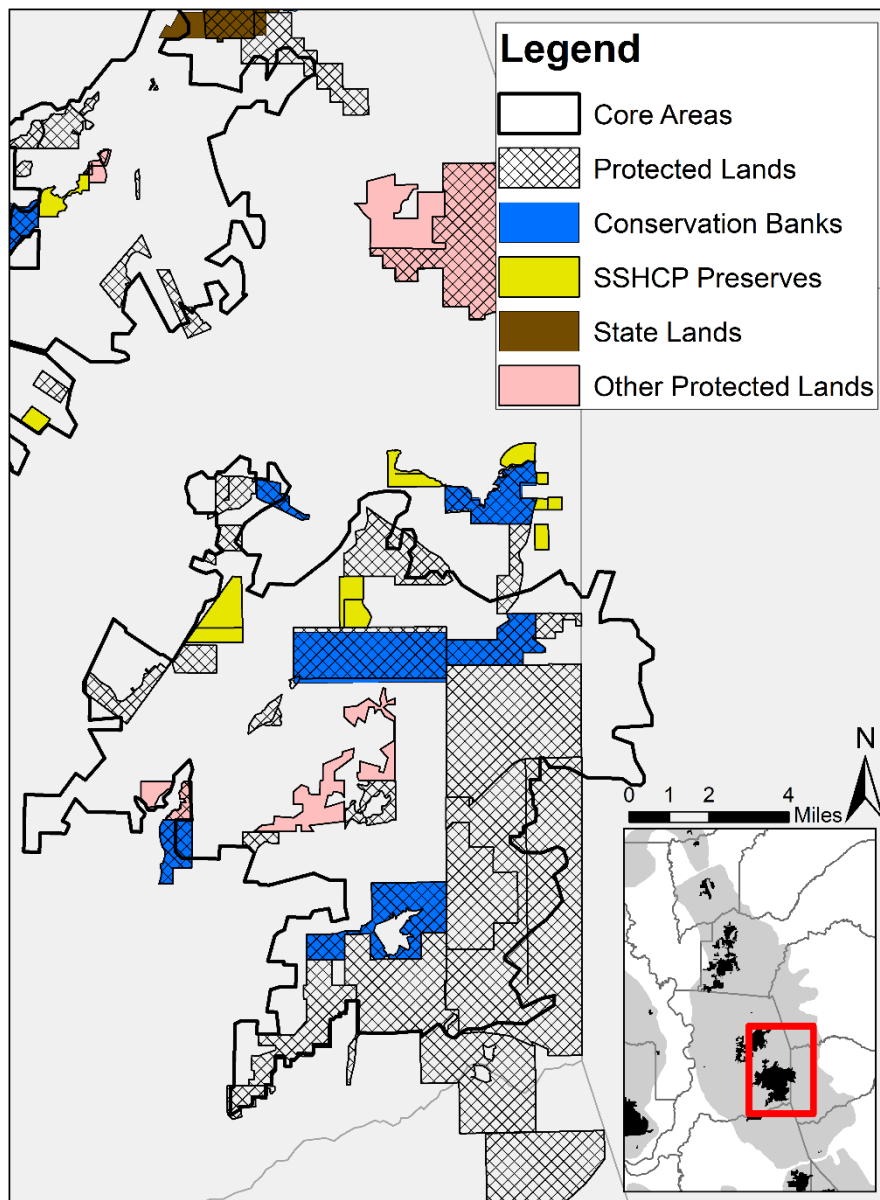 Legend
Core Areas
Protected Lands
Conservation Banks
SSHCP Preserves
State Lands
Other Protected Lands
N
0 1 2 4
Miles